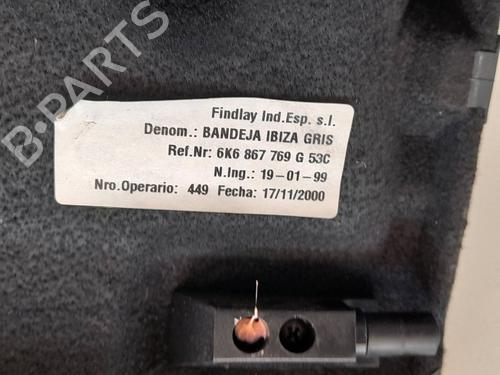 Findlay Ind.Esp. s.l.
Denom.: BANDEJA IBIZA GRIS
Ref.Nr: 6K6 867 769 G 53C
N.Ing.: 19-01-99
Nro.Operario: 449 Fecha: 17/11/2000
B-PARTS